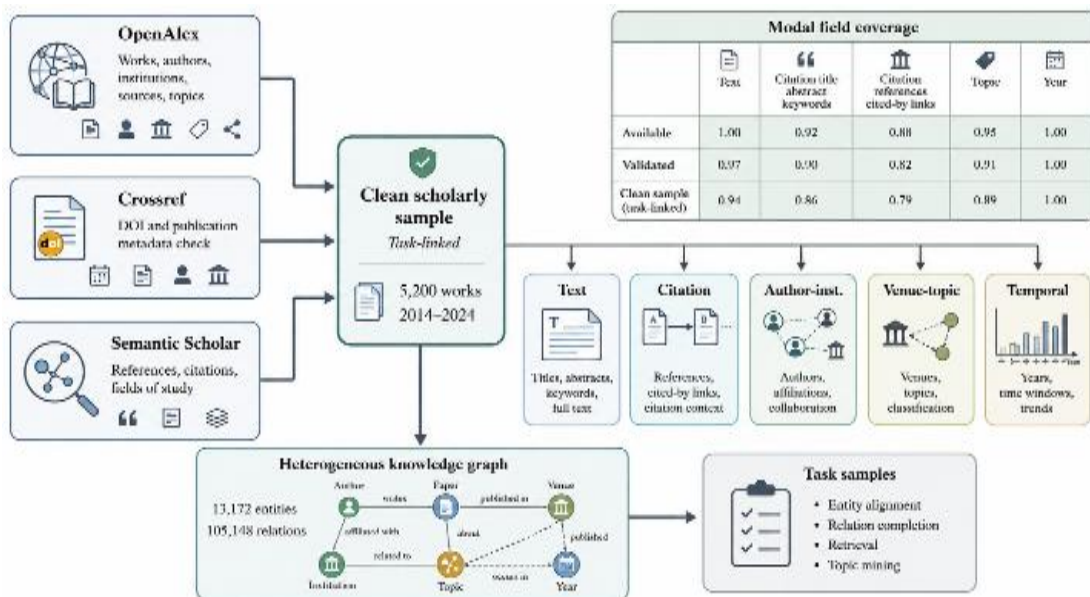 OpenAlex
Works, authors,
institutions,
sources, topics
Crossref
DOI and publication
metadata check
doi
Semantic Scholar
References, citations,
fields of study
Clean scholarly
sample
Task-linked
5,200 works
2014–2024
Modal field coverage
Text
Citation title
abstract
keywords
Citation
references
cited-by links
Topic
Year
Available 1.00 0.92 0.88 0.95 1.00
Validated 0.97 0.90 0.82 0.91 1.00
Clean sample
(task-linked) 0.94 0.86 0.79 0.89 1.00
Text
T
Titles, abstracts,
keywords,
full text
Citation
A B
References,
cited-by links,
citation context
Author-inst.
Authors,
affiliations,
collaboration
Venue-topic
Venues,
topics,
classification
Temporal
Years,
time windows,
trends
Heterogeneous knowledge graph
13,172 entities
105,148 relations
Author
writes
Paper
published in
Venue
affiliated with
about
published
related to
Institution
Topic
Year
Task samples
• Entity alignment
• Relation completion
• Retrieval
• Topic mining